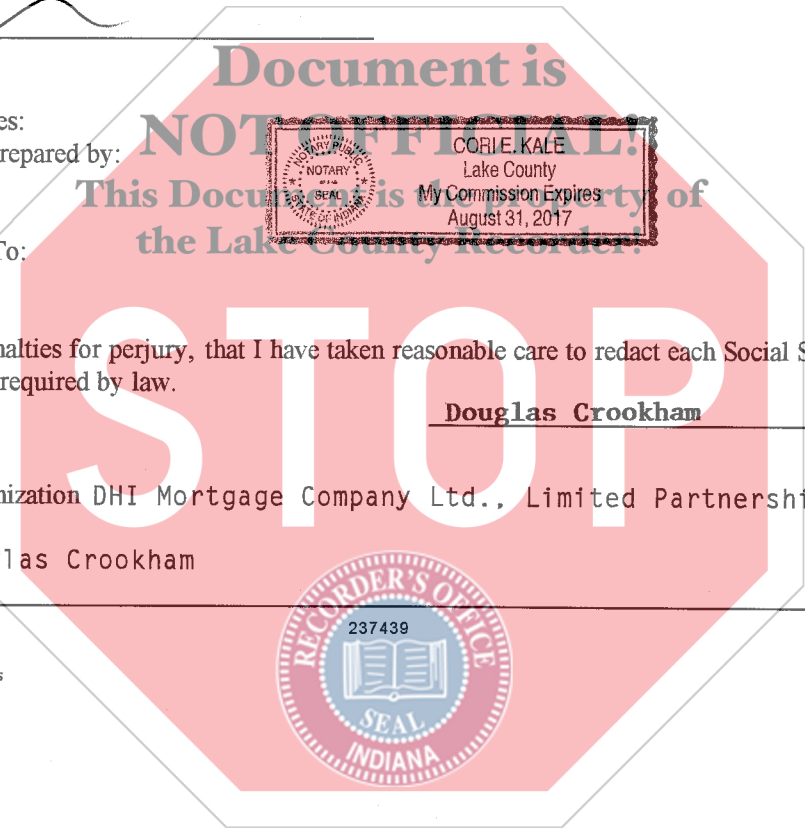 Document is
es:
NOT OFFICIAL!
repared by:
NOTARY PUBLIC
NOTARY
SEAL
STATE OF INDIANA
CORI E. KALE
Lake County
My Commission Expires
August 31, 2017
This Document is the property of
the Lake County Recorder!
To:
STOP
nalties for perjury, that I have taken reasonable care to redact each Social S
required by law.
Douglas Crookham
nization DHI Mortgage Company Ltd., Limited Partnershi
las Crookham
RECORDER'S OFFICE
237439
SEAL
INDIANA
s